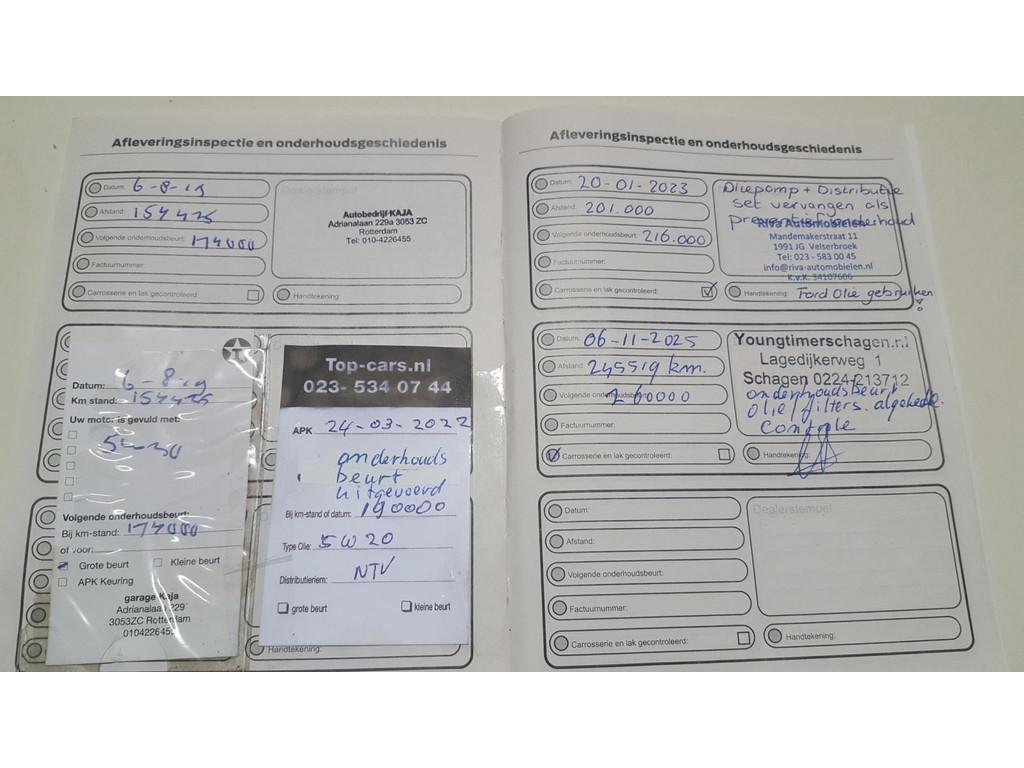 Afleveringsinspectie en onderhoudsgeschiedenis
Datum: 6-8-19
Afstand: 154425
Volgende onderhoudsbeurt: 174000
Factuurnummer:
Carrosserie en lak gecontroleerd:
Dealerstempel
Autobedrijf KAJA
Adrianalaan 229a 3053 ZC
Rotterdam
Tel: 010-4226455
Handtekening:
Datum: 6-8-19
Km stand: 154425
Uw motor is gevuld met:
5w30
Volgende onderhoudsbeurt:
Bij km-stand: 174000
of voor:
Grote beurt
Kleine beurt
APK Keuring
garage Kaja
Adrianalaan 229
3053ZC Rotterdam
0104226455
Top-cars.nl
023- 534 07 44
APK 24-03-2022
onderhouds
beurt
uitgevoerd
Bij km-stand of datum: 190000
Type Olie: 5W20
Distributieriem: NTV
grote beurt
kleine beurt
Handtekening:
Afleveringsinspectie en onderhoudsgeschiedenis
Datum: 20-01-2023
Afstand: 201.000
Volgende onderhoudsbeurt: 216.000
Factuurnummer:
Carrosserie en lak gecontroleerd:
Oliepomp + Distributie
set vervangen als
preventief onderhoud
Riva Automobielen
Mandemakerstraat 11
1991 JG Velserbroek
Tel: 023 - 583 00 45
info@riva-automobielen.nl
K.v.K. 34107606
Handtekening: Ford Olie gebruiken!
Datum: 06-11-2025
Afstand: 245519 km.
Volgende onderhoudsbeurt: 260000
Factuurnummer:
Carrosserie en lak gecontroleerd:
Youngtimerschagen.nl
Lagedijkerweg 1
Schagen 0224-213712
onderhoudsbeurt
olie/filters. algehele
Controle
Handtekening:
Datum:
Afstand:
Volgende onderhoudsbeurt:
Factuurnummer:
Carrosserie en lak gecontroleerd:
Dealerstempel
Handtekening: